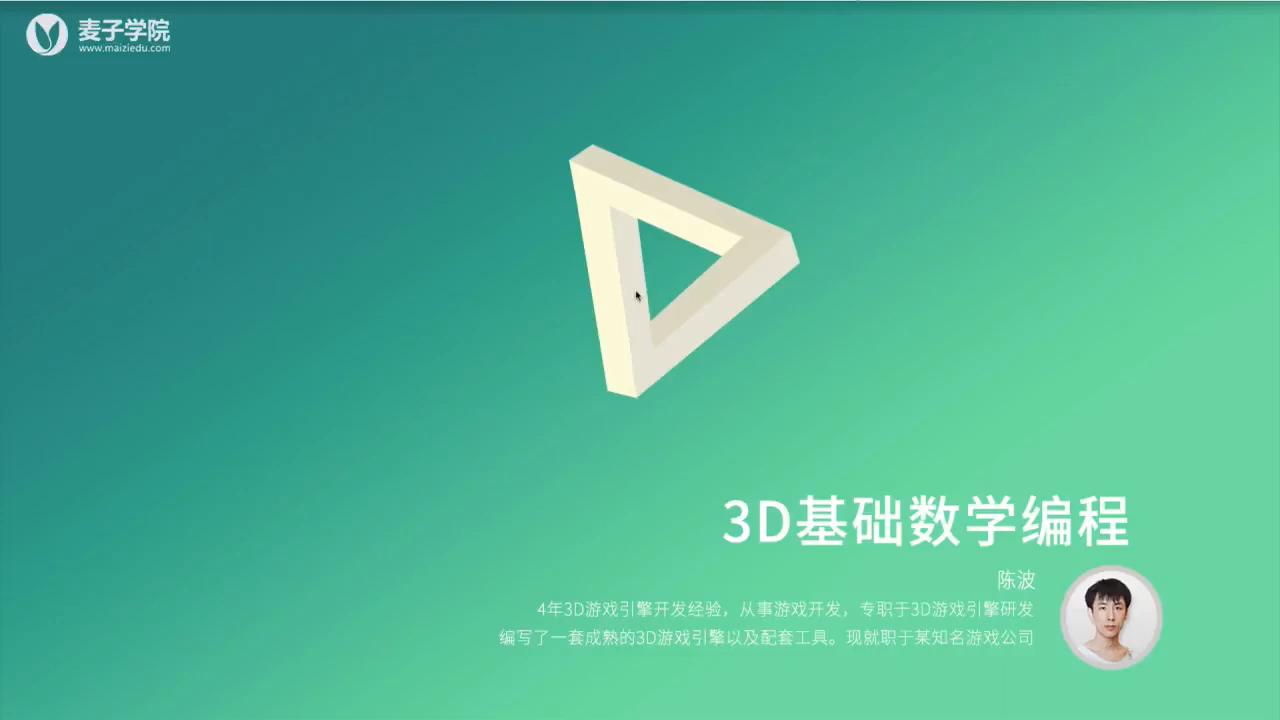 麦子学院
www.maiziedu.com
3D基础数学编程
陈波
4年3D游戏引擎开发经验，从事游戏开发，专职于3D游戏引擎研发
编写了一套成熟的3D游戏引擎以及配套工具。现就职于某知名游戏公司